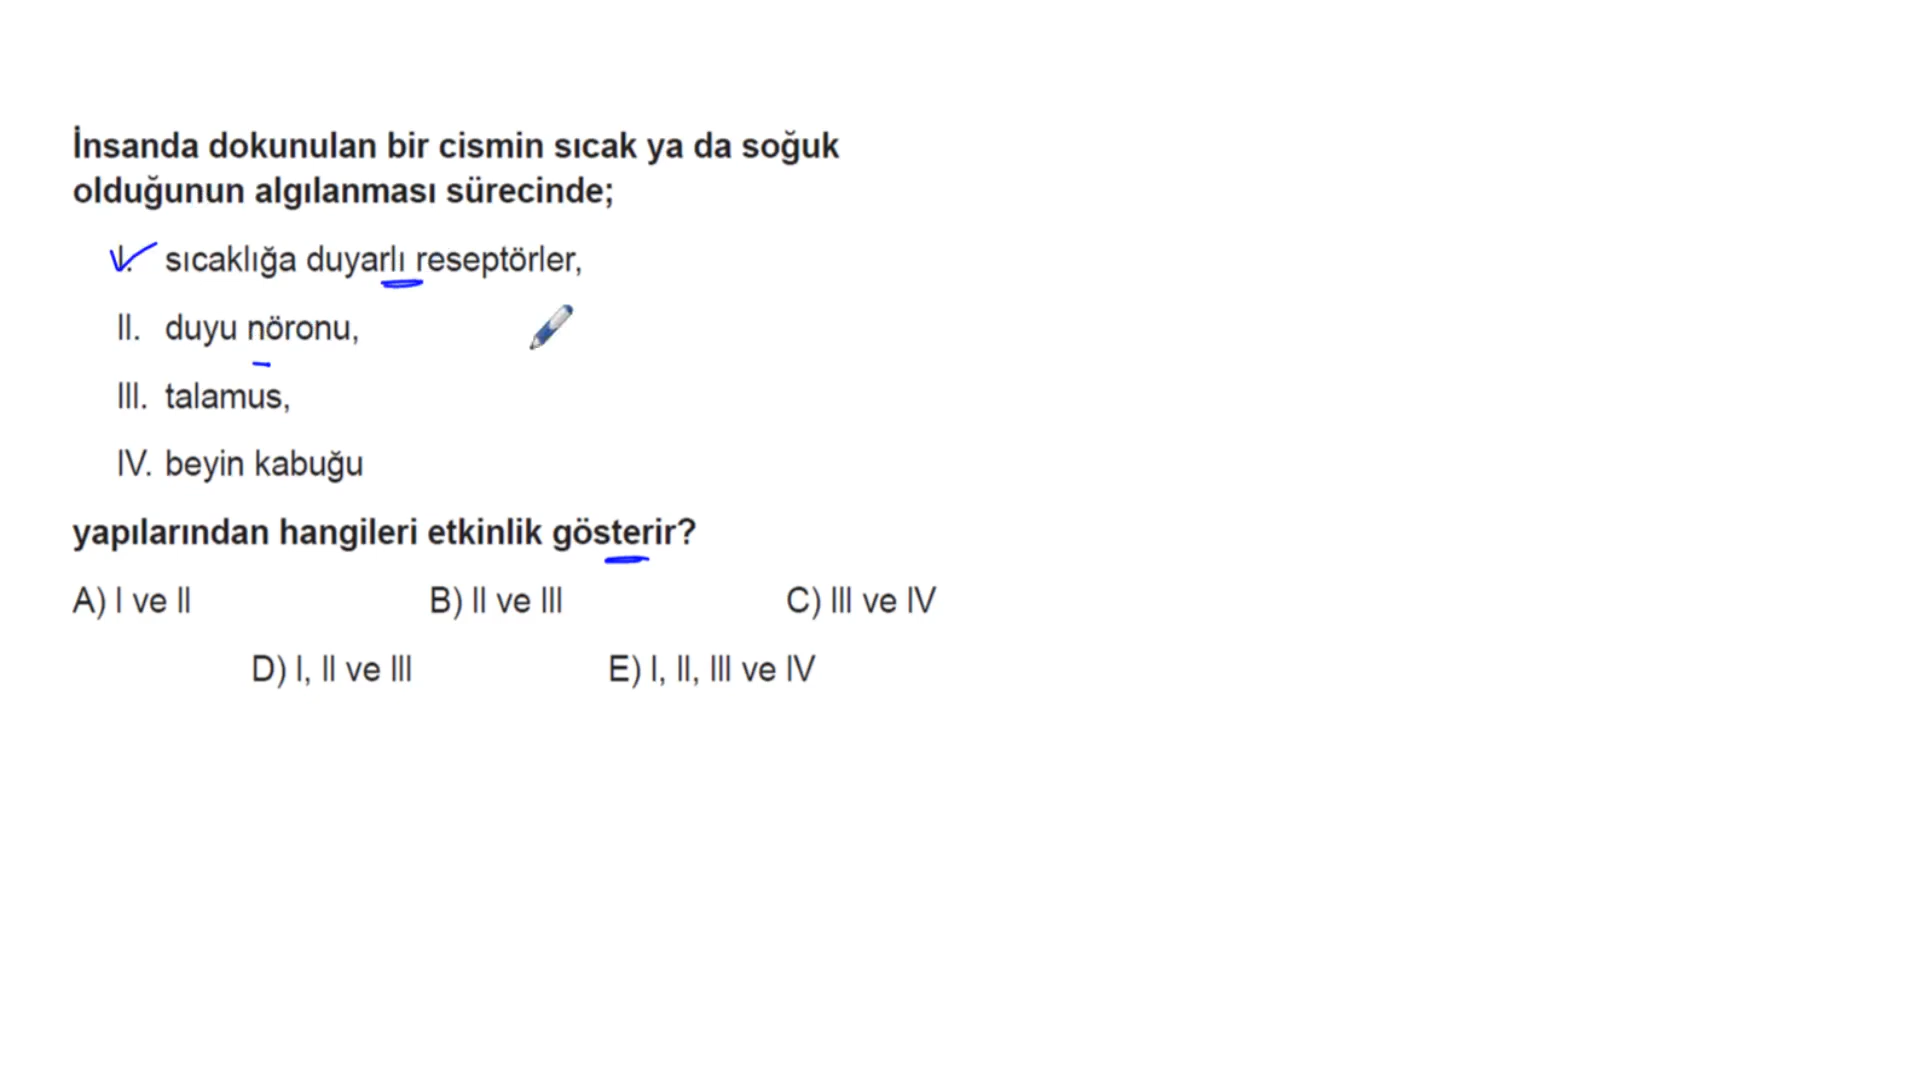 İnsanda dokunulan bir cismin sıcak ya da soğuk
olduğunun algılanması sürecinde;
I. sıcaklığa duyarlı reseptörler,
II. duyu nöronu,
III. talamus,
IV. beyin kabuğu
yapılarından hangileri etkinlik gösterir?
A) I ve II B) II ve III C) III ve IV
D) I, II ve III E) I, II, III ve IV